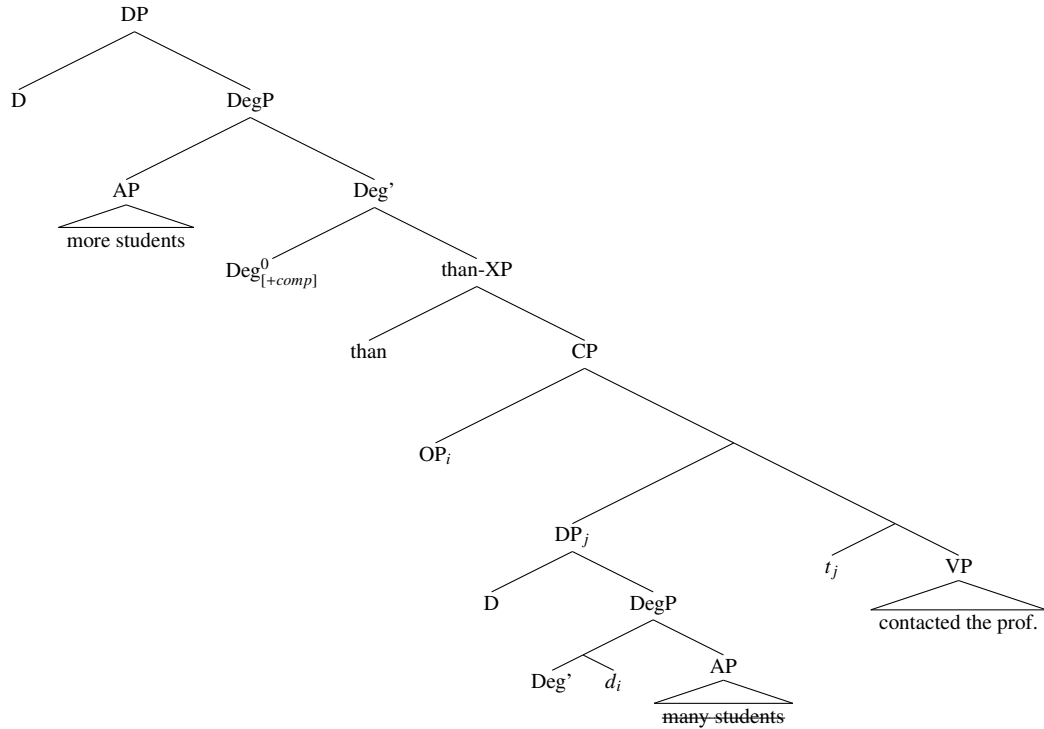 DP
D DegP
AP Deg’
more students
Deg⁰[+comp] than-XP
than CP
OPᵢ
DPⱼ
tⱼ VP
contacted the prof.
D DegP
Deg’ dᵢ AP
many students